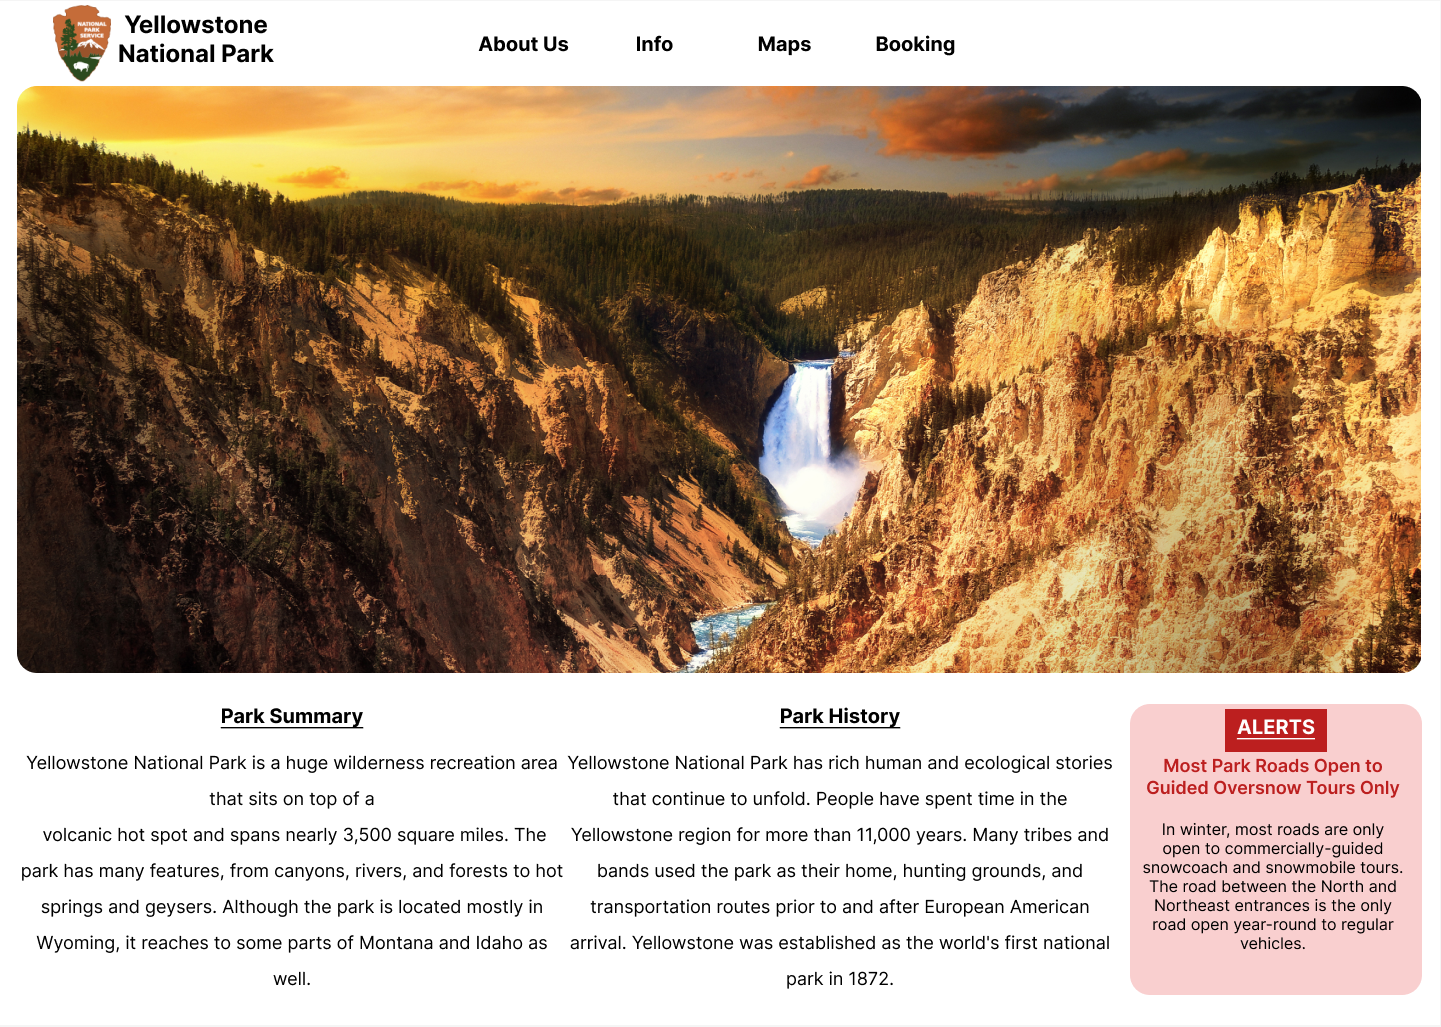 NATIONAL
PARK
SERVICE
Yellowstone
National Park
About Us
Info
Maps
Booking
Park Summary
Yellowstone National Park is a huge wilderness recreation area
that sits on top of a
volcanic hot spot and spans nearly 3,500 square miles. The
park has many features, from canyons, rivers, and forests to hot
springs and geysers. Although the park is located mostly in
Wyoming, it reaches to some parts of Montana and Idaho as
well.
Park History
Yellowstone National Park has rich human and ecological stories
that continue to unfold. People have spent time in the
Yellowstone region for more than 11,000 years. Many tribes and
bands used the park as their home, hunting grounds, and
transportation routes prior to and after European American
arrival. Yellowstone was established as the world's first national
park in 1872.
ALERTS
Most Park Roads Open to
Guided Oversnow Tours Only
In winter, most roads are only
open to commercially-guided
snowcoach and snowmobile tours.
The road between the North and
Northeast entrances is the only
road open year-round to regular
vehicles.